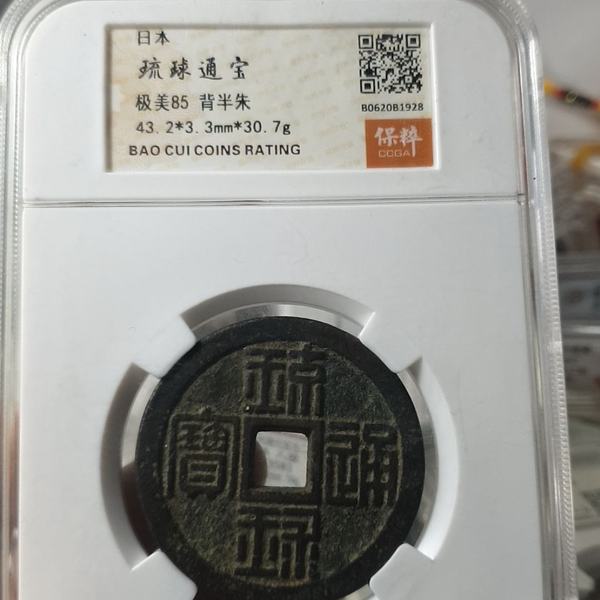 日本
琉球通宝
极美85 背半朱
43.2*3.3mm*30.7g
BAO CUI COINS RATING
B0620B1928
保粹
CCGA
琉
球
通
寶